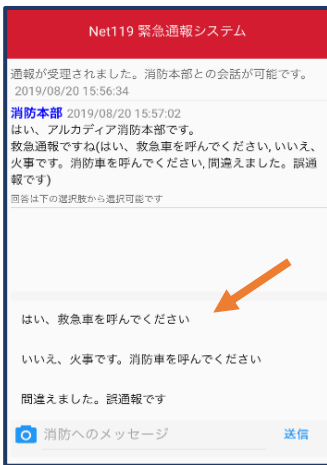 Net119 緊急通報システム
通報が受理されました。消防本部との会話が可能です。
2019/08/20 15:56:34
消防本部 2019/08/20 15:57:02
はい、アルカディア消防本部です。
救急通報ですね(はい、救急車を呼んでください, いいえ、
火事です。消防車を呼んでください, 間違えました。誤通
報です)
回答は下の選択肢から選択可能です
はい、救急車を呼んでください
いいえ、火事です。消防車を呼んでください
間違えました。誤通報です
消防へのメッセージ
送信